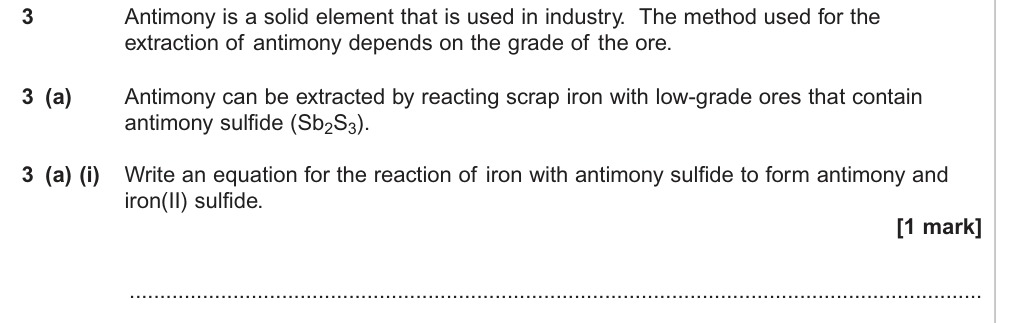 3 Antimony is a solid element that is used in industry. The method used for the
extraction of antimony depends on the grade of the ore.
3 (a) Antimony can be extracted by reacting scrap iron with low-grade ores that contain
antimony sulfide (Sb₂S₃).
3 (a) (i) Write an equation for the reaction of iron with antimony sulfide to form antimony and
iron(II) sulfide.
[1 mark]